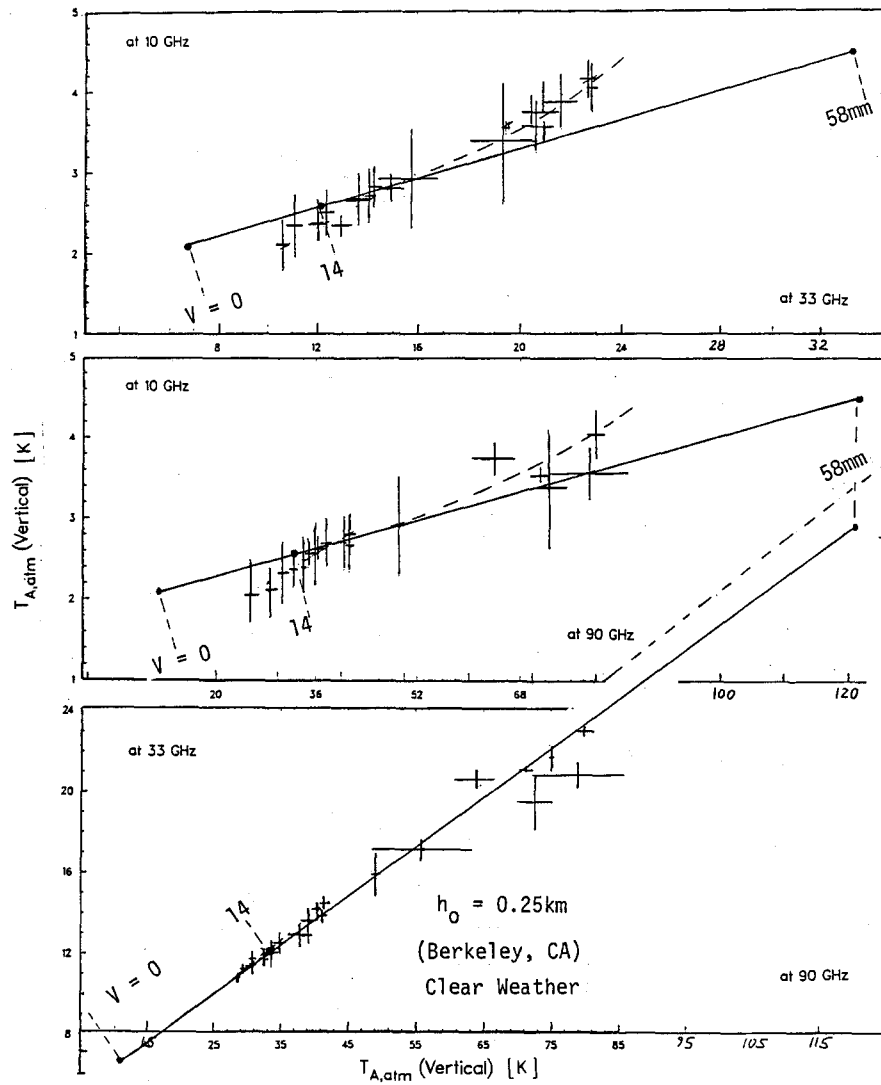 5
at 10 GHz
4
58mm
3
2
14
V = 0
at 33 GHz
1
8 12 16 20 24 28 32
5
at 10 GHz
4
58mm
3
2
14
V = 0
at 90 GHz
1
20 36 52 68 100 120
T_A,atm (Vertical) [K]
24
at 33 GHz
20
16
14
h_o = 0.25km
(Berkeley, CA)
Clear Weather
12
V = 0
at 90 GHz
8
15 25 35 45 55 65 75 85 95 105 115
T_A,atm (Vertical) [K]